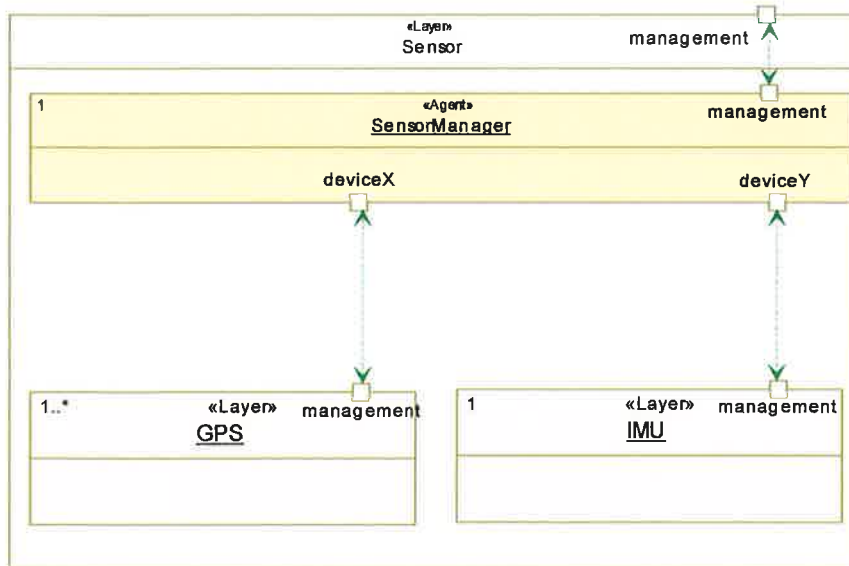 «Layer»
Sensor
management
1 «Agent»
SensorManager
management
deviceX deviceY
1..* «Layer» management
GPS
1 «Layer» management
IMU